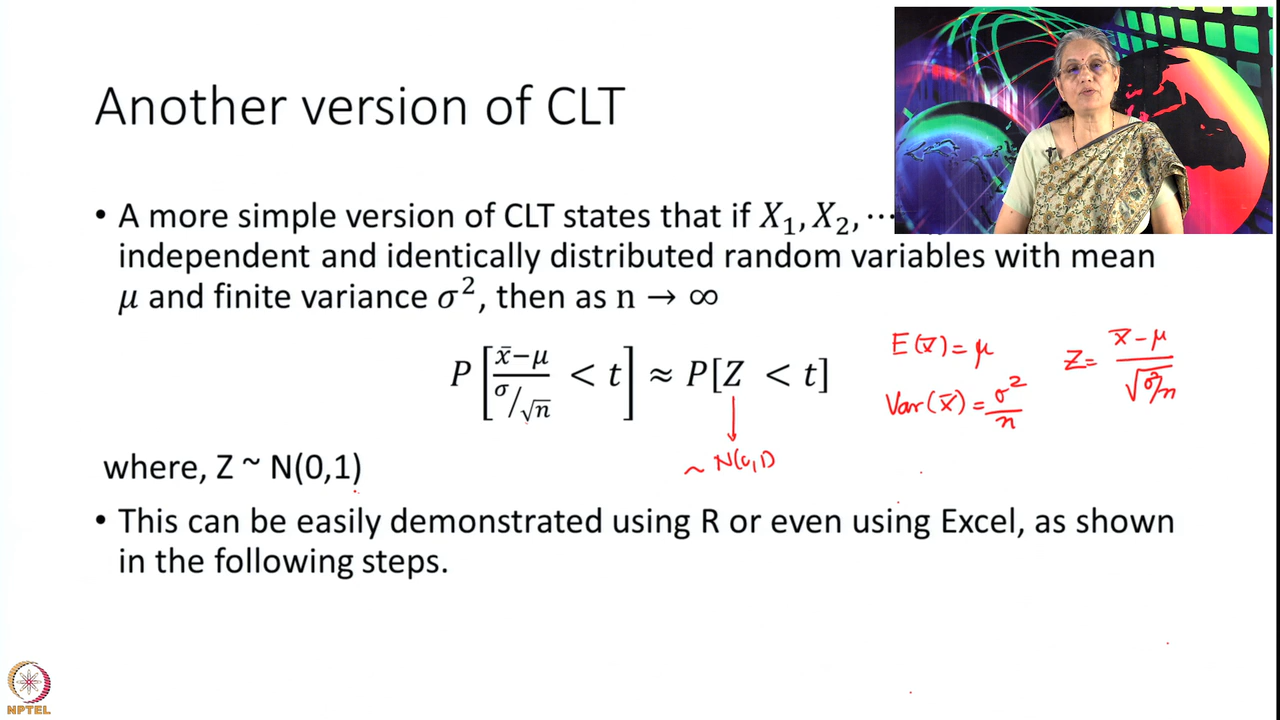 Another version of CLT
• A more simple version of CLT states that if X₁, X₂, ⋯
independent and identically distributed random variables with mean
μ and finite variance σ², then as n → ∞
P[(x̄−μ)/(σ/√n) < t] ≈ P[Z < t]
E(x̄) = μ
Var(x̄) = σ²/n
Z = (x̄ - μ)/√(σ²/n)
~ N(0,1)
where, Z ~ N(0,1)
• This can be easily demonstrated using R or even using Excel, as shown
in the following steps.
NPTEL